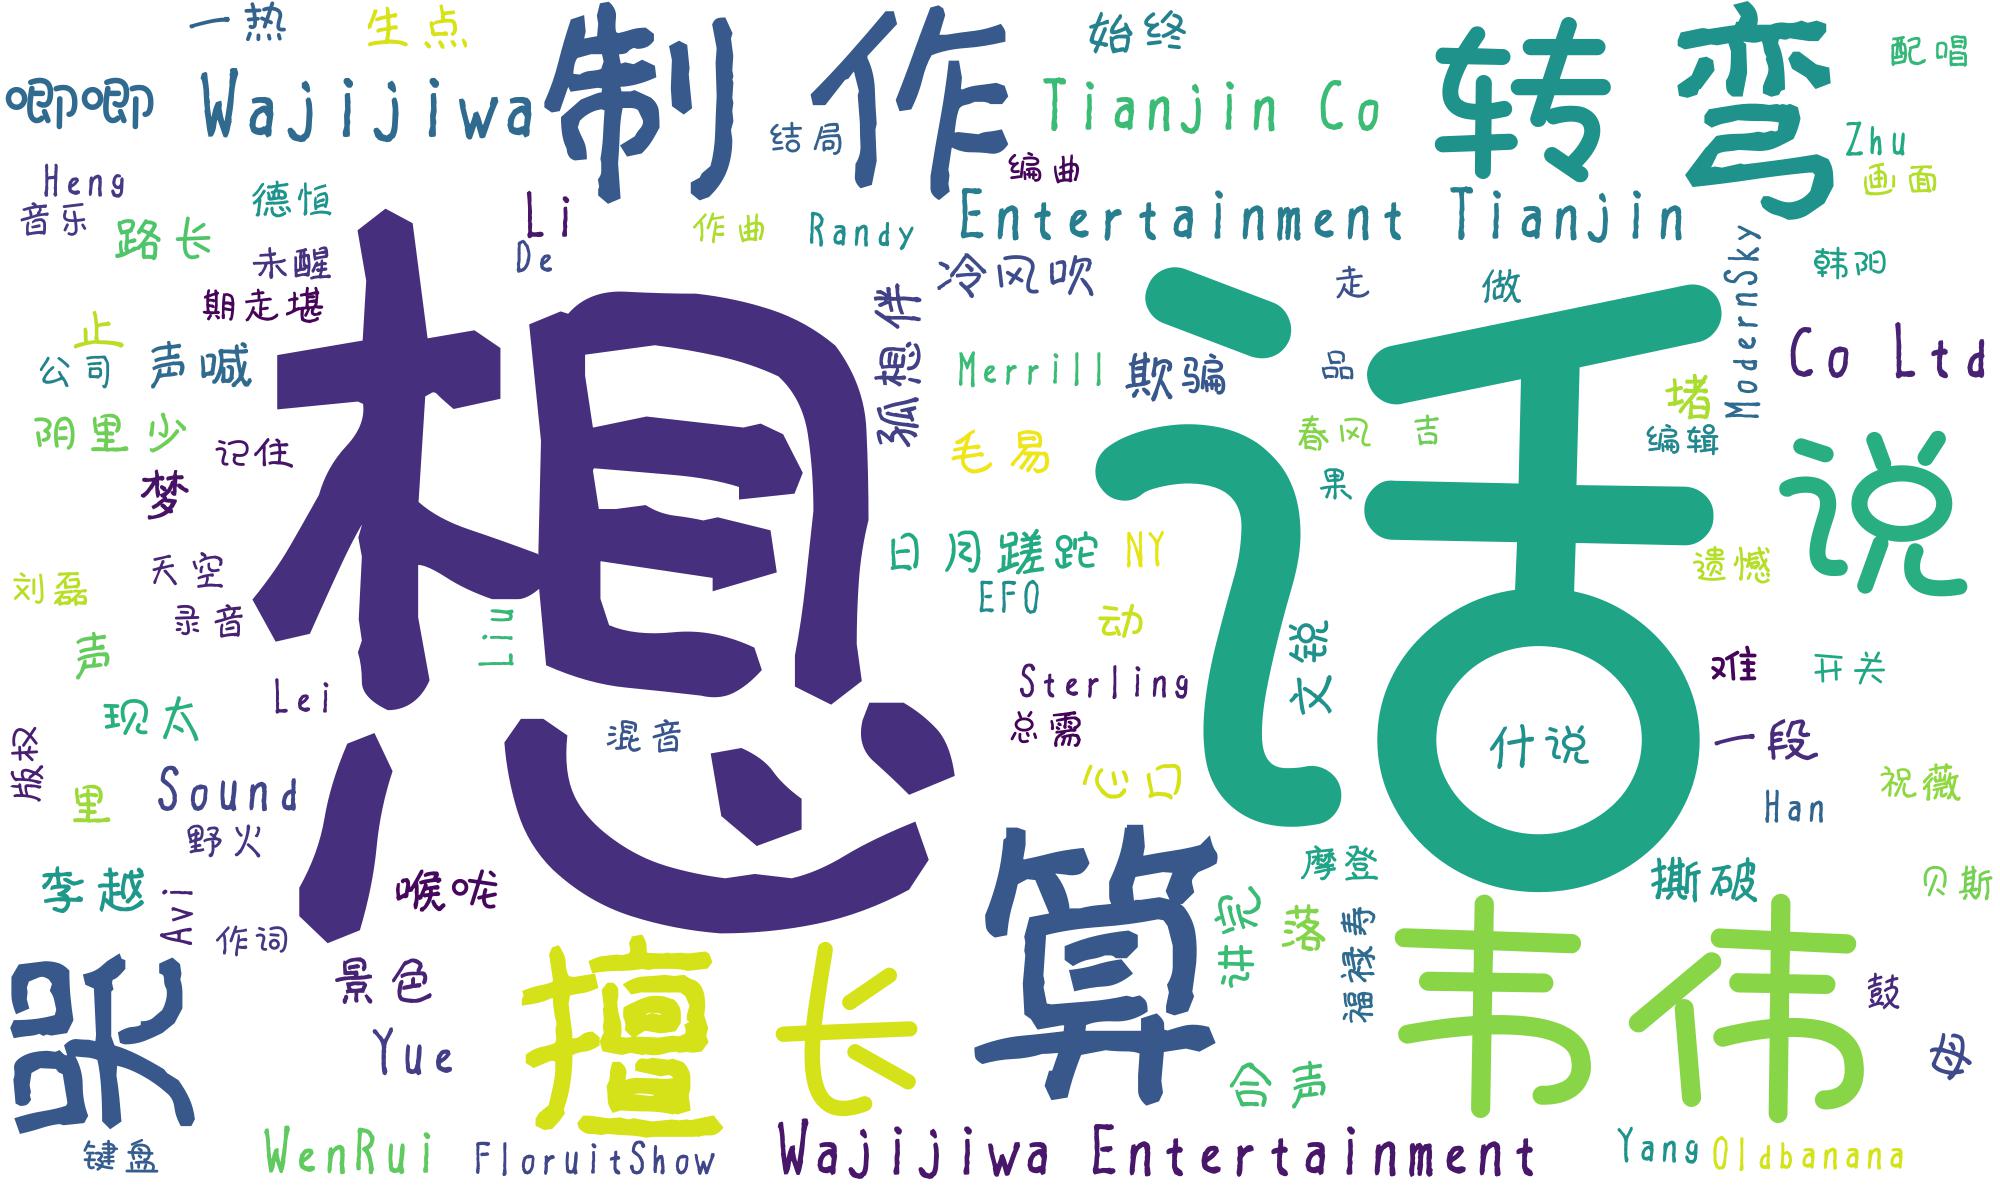 一热
生点
制作
始终
转弯
配唱
唧唧
Wajijiwa
结局
Tianjin Co
Zhu
编曲
画面
Heng
音乐
德恒
Li
路长
作曲
Randy
Entertainment Tianjin
De
未醒
冷风吹
韩阳
ModernSky
期走堪
孤想伴
走
做
止
想
话
公司
声喊
Merrill
欺骗
品
Co Ltd
堵
阴里少
记住
毛易
春风
吉
编辑
说
梦
果
日月蹉跎
NY
遗憾
天空
刘磊
EFO
录音
动
Liu
文锐
声
Lei
Sterling
难
开关
现太
混音
总需
什说
一段
版权
Sound
心口
祝薇
里
Han
野火
李越
喉咙
摩登
撕破
贝斯
Avi
作词
算
讲完
落
福禄寿
韦伟
景色
擅长
鼓
张
Yue
合声
母
键盘
WenRui
FloruitShow
Wajijiwa Entertainment
Yang
Oldbanana